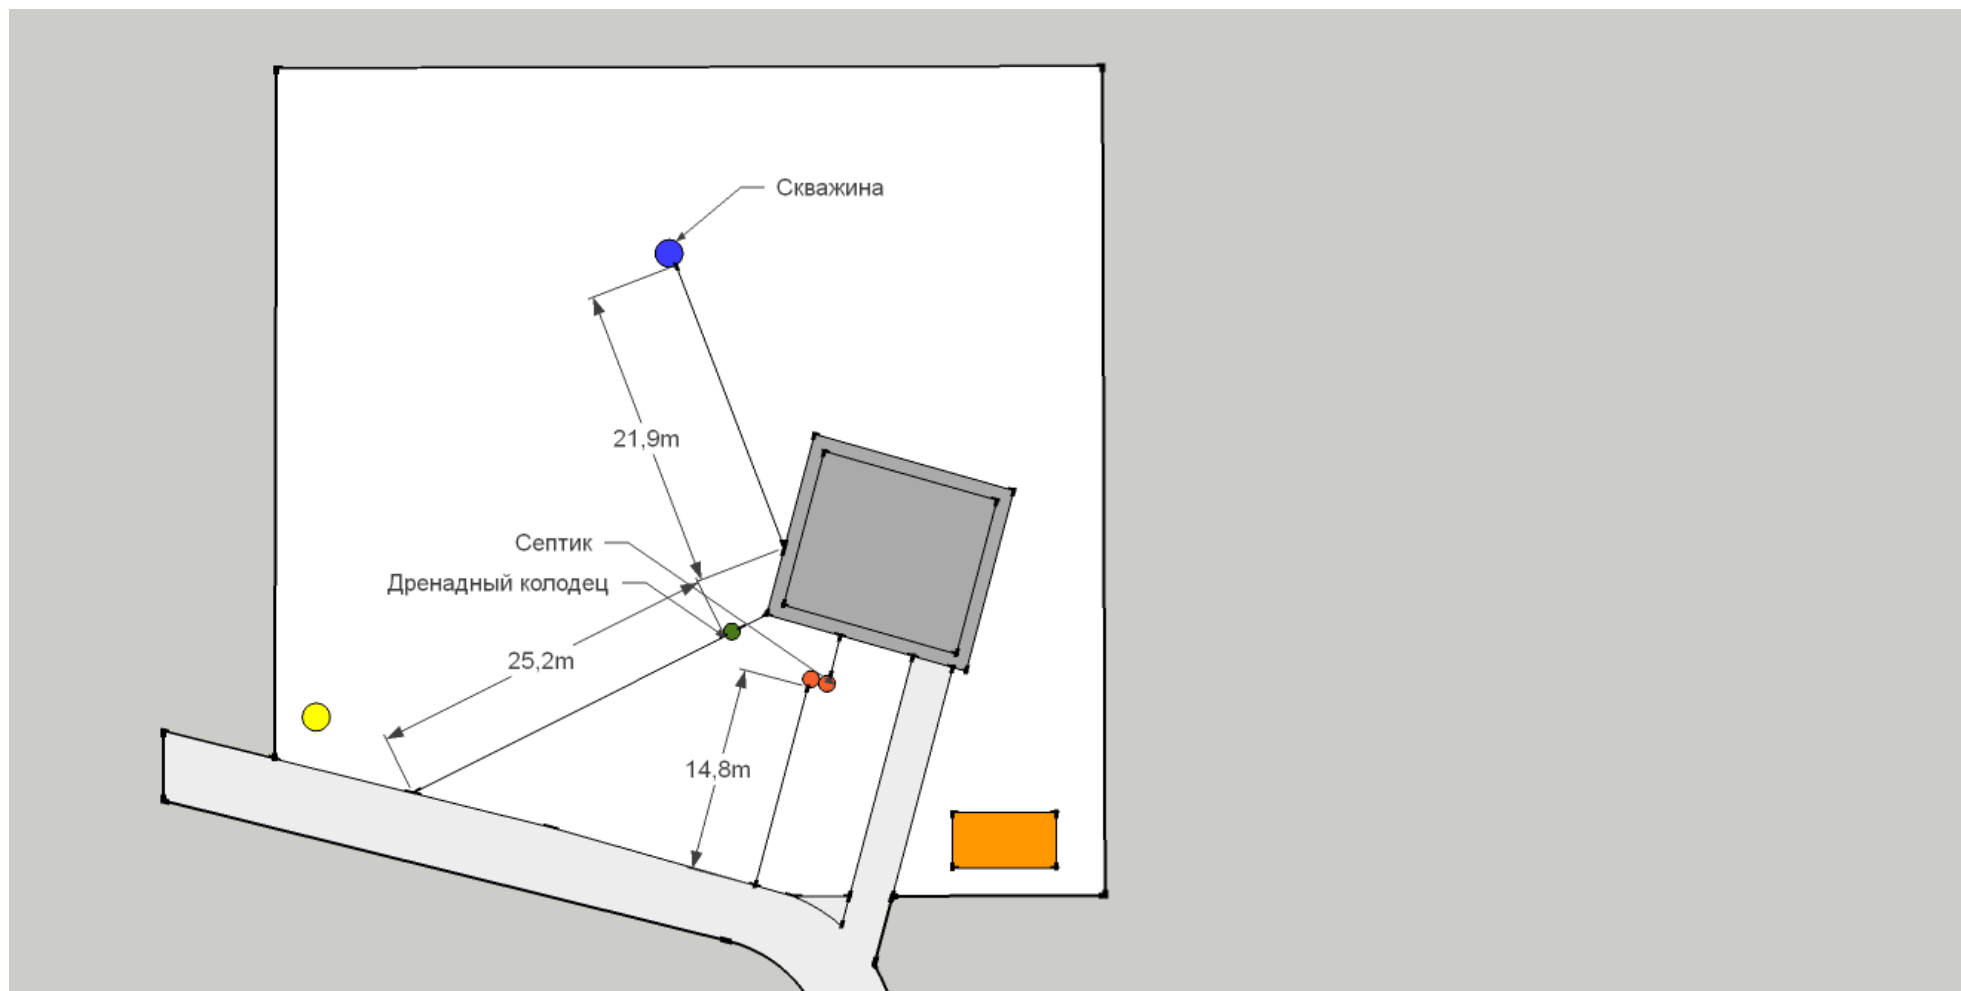 Скважина
21,9m
Септик
Дренадный колодец
25,2m
14,8m